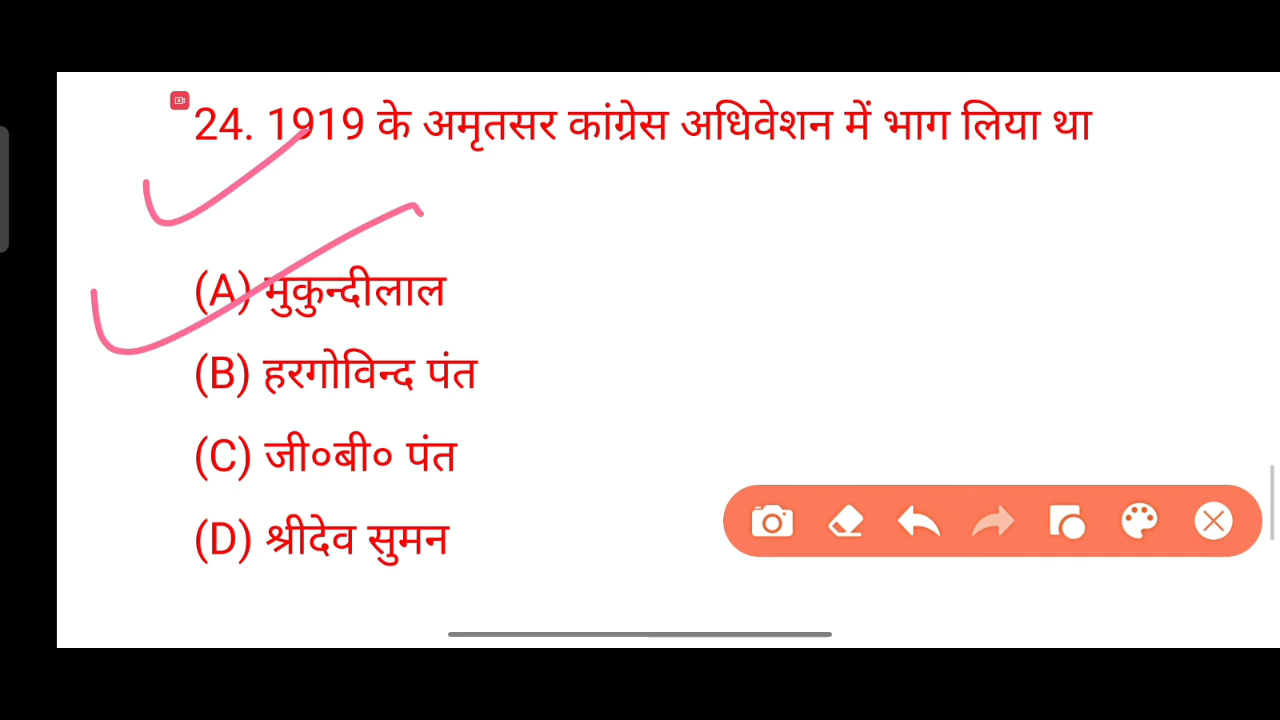 24. 1919 के अमृतसर कांग्रेस अधिवेशन में भाग लिया था
(A) मुकुन्दीलाल
(B) हरगोविन्द पंत
(C) जी०बी० पंत
(D) श्रीदेव सुमन